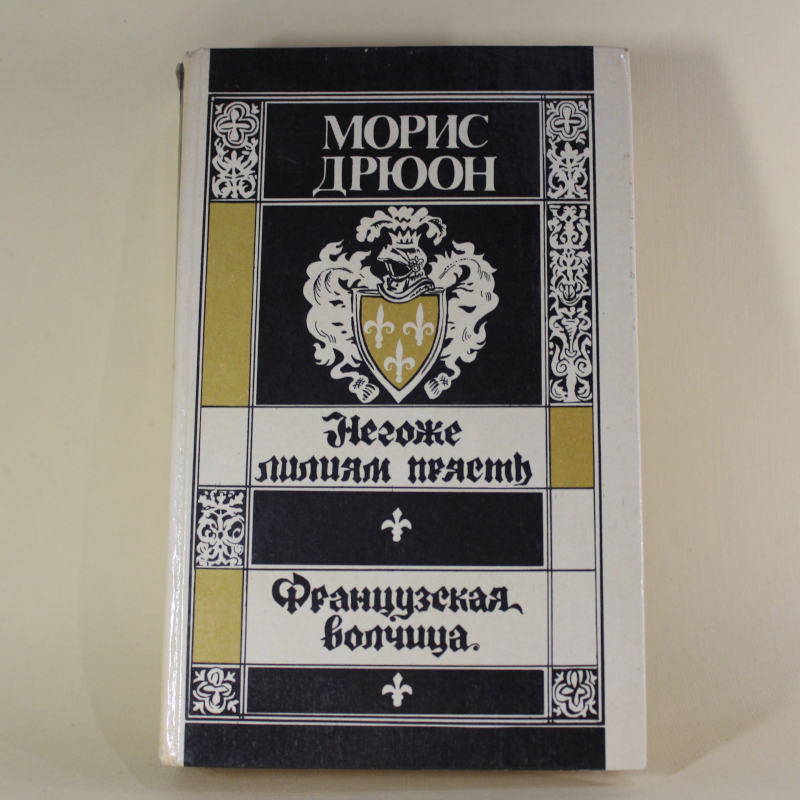 МОРИС
ДРЮОН
Негоже
лилиям прясть
Французская
волчица